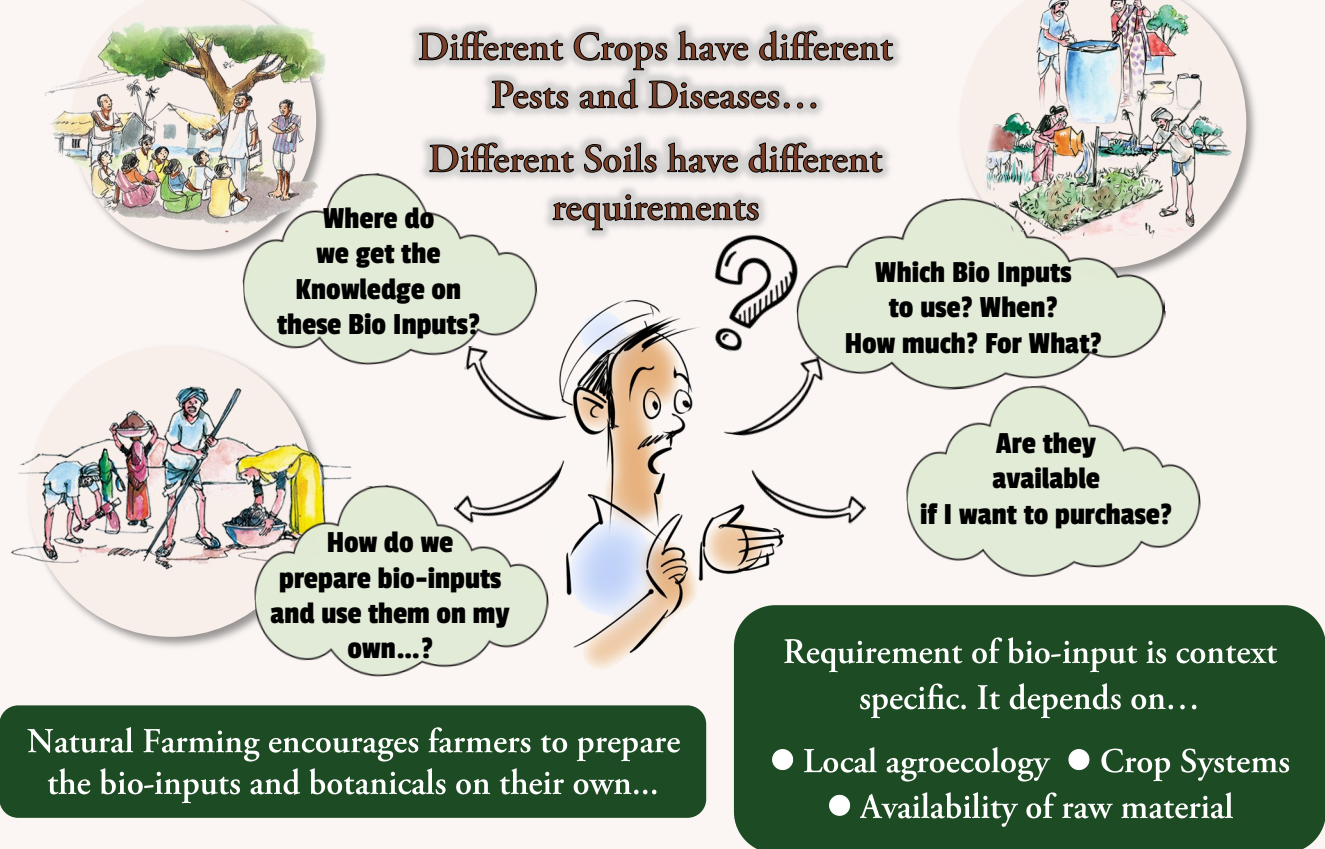 Different Crops have different
Pests and Diseases…
Different Soils have different
requirements
Where do
we get the
Knowledge on
these Bio Inputs?
Which Bio Inputs
to use? When?
How much? For What?
Are they
available
if I want to purchase?
How do we
prepare bio-inputs
and use them on my
own...?
Natural Farming encourages farmers to prepare
the bio-inputs and botanicals on their own...
Requirement of bio-input is context
specific. It depends on…
● Local agroecology ● Crop Systems
● Availability of raw material